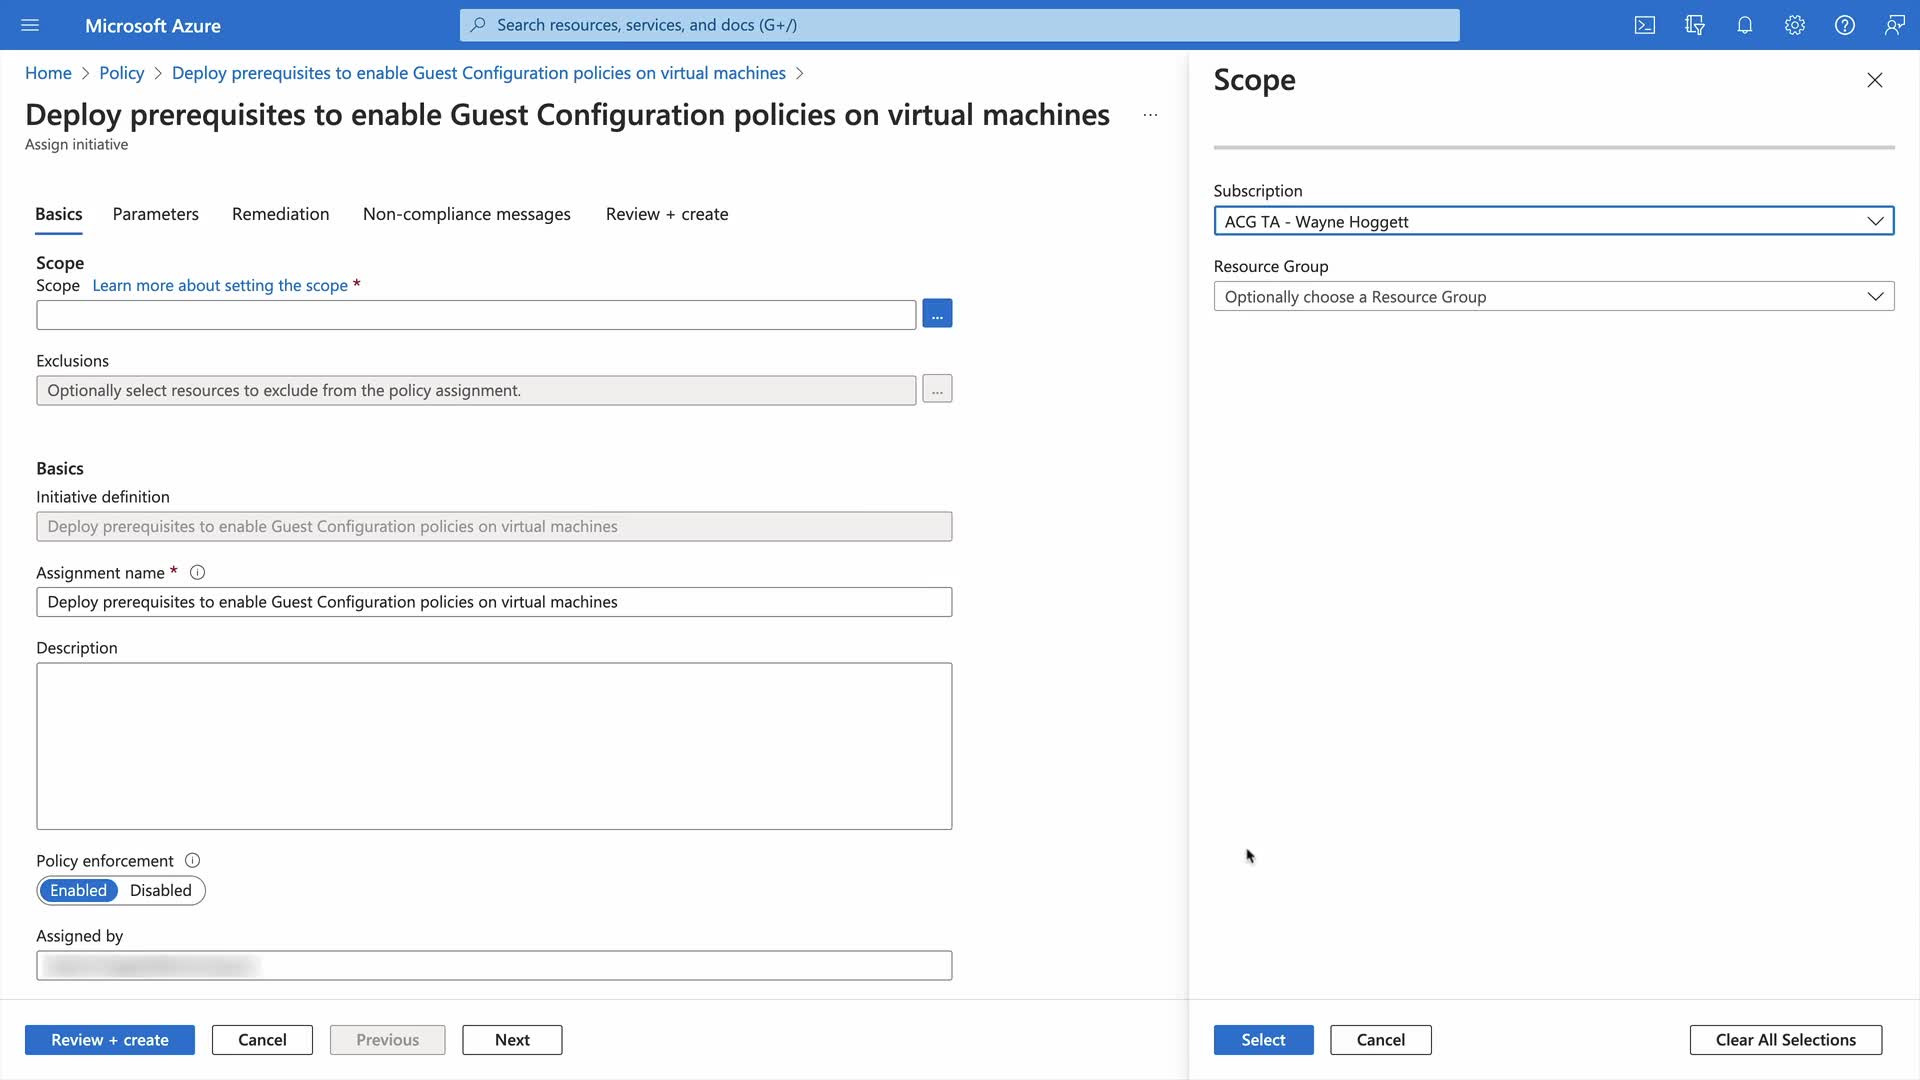 Microsoft Azure
Search resources, services, and docs (G+/)
Home > Policy > Deploy prerequisites to enable Guest Configuration policies on virtual machines >
Deploy prerequisites to enable Guest Configuration policies on virtual machines ...
Assign initiative
Basics Parameters Remediation Non-compliance messages Review + create
Scope
Scope Learn more about setting the scope *
...
Exclusions
Optionally select resources to exclude from the policy assignment.
...
Basics
Initiative definition
Deploy prerequisites to enable Guest Configuration policies on virtual machines
Assignment name *
Deploy prerequisites to enable Guest Configuration policies on virtual machines
Description
Policy enforcement
Enabled Disabled
Assigned by
Review + create Cancel Previous Next
Scope
Subscription
ACG TA - Wayne Hoggett
Resource Group
Optionally choose a Resource Group
Select Cancel Clear All Selections